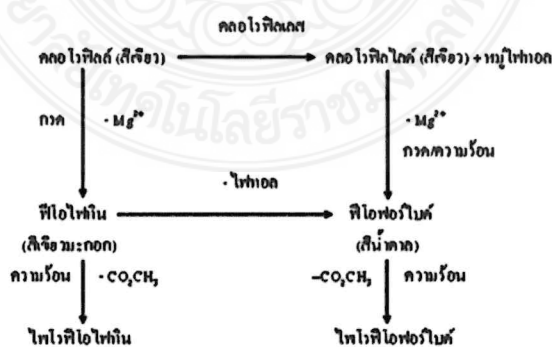 คลอโรฟิลเลส
คลอโรฟิลล์ (สีเขียว) คลอโรฟิลไลด์ (สีเขียว) + หมู่ไฟทอล
กรด - Mg²⁺ - Mg²⁺
กรด/ความร้อน
- ไฟทอล
ฟีโอไฟทิน ฟีโอฟอร์ไบด์
(สีเขียวมะกอก) (สีน้ำตาล)
ความร้อน - CO₂CH₃ –CO₂CH₃ ความร้อน
ไพโรฟีโอไฟทิน ไพโรฟีโอฟอร์ไบด์